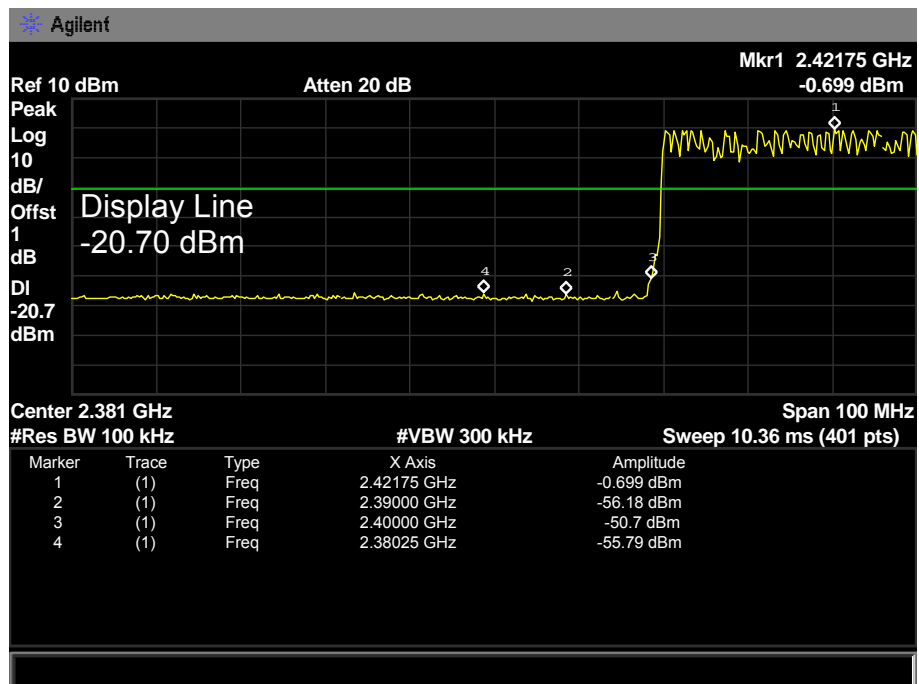 Agilent
Mkr1 2.42175 GHz
Ref 10 dBm Atten 20 dB -0.699 dBm
Peak
Log
10
dB/
Offst
1
dB
DI
-20.7
dBm
1
Display Line
-20.70 dBm
4 2 3
Center 2.381 GHz Span 100 MHz
#Res BW 100 kHz #VBW 300 kHz Sweep 10.36 ms (401 pts)
Marker Trace Type X Axis Amplitude
1 (1) Freq 2.42175 GHz -0.699 dBm
2 (1) Freq 2.39000 GHz -56.18 dBm
3 (1) Freq 2.40000 GHz -50.7 dBm
4 (1) Freq 2.38025 GHz -55.79 dBm